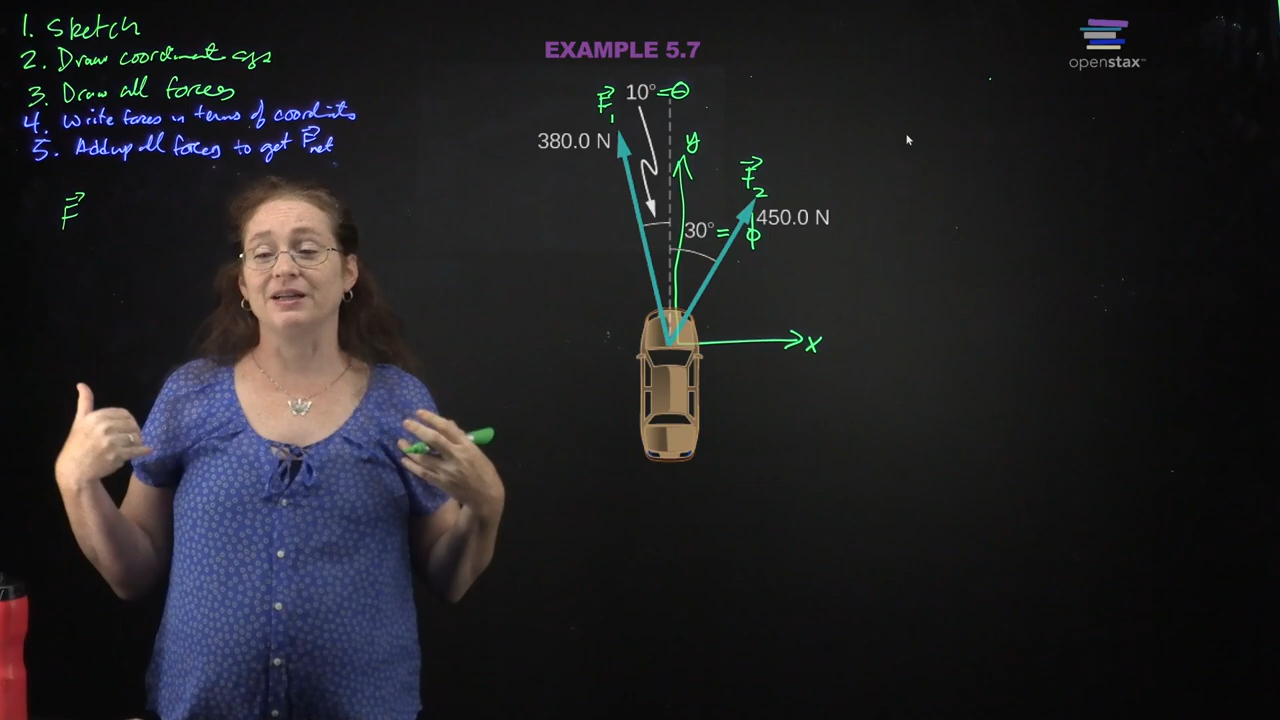 1. Sketch
2. Draw coordinate sys
3. Draw all forces
4. Write forces in terms of coordinates
5. Add up all forces to get F⃗net
F⃗
EXAMPLE 5.7
openstax™
F⃗₁
10° = θ
380.0 N
y
F⃗₂
450.0 N
30° = ϕ
x